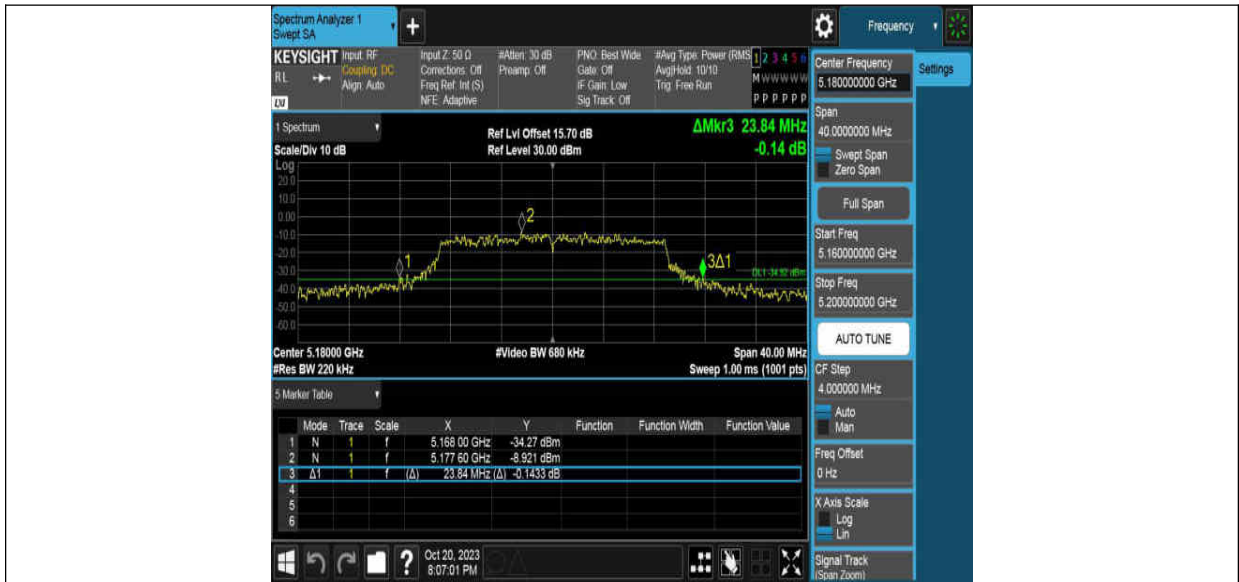 Spectrum Analyzer 1
Swept SA
+
Frequency
KEYSIGHT
RL
LXI
Input: RF
Coupling: DC
Align: Auto
Input Z: 50 Ω
Corrections: Off
Freq Ref: Int (S)
NFE: Adaptive
#Atten: 30 dB
Preamp: Off
PNO: Best Wide
Gate: Off
IF Gain: Low
Sig Track: Off
#Avg Type: Power (RMS
Avg|Hold: 10/10
Trig: Free Run
1 2 3 4 5 6
M W W W W W
P P P P P P
Center Frequency
5.180000000 GHz
Settings
1 Spectrum
Scale/Div 10 dB
Ref Lvl Offset 15.70 dB
Ref Level 30.00 dBm
ΔMkr3 23.84 MHz
-0.14 dB
Log
20.0
10.0
0.00
-10.0
-20.0
-30.0
-40.0
-50.0
-60.0
1
2
3Δ1
DL1 -34.92 dBm
Center 5.18000 GHz
#Res BW 220 kHz
#Video BW 680 kHz
Span 40.00 MHz
Sweep 1.00 ms (1001 pts)
Span
40.0000000 MHz
Swept Span
Zero Span
Full Span
Start Freq
5.160000000 GHz
Stop Freq
5.200000000 GHz
AUTO TUNE
CF Step
4.000000 MHz
Auto
Man
Freq Offset
0 Hz
X Axis Scale
Log
Lin
Signal Track
(Span Zoom)
5 Marker Table
Mode Trace Scale X Y Function Function Width Function Value
1 N 1 f 5.168 00 GHz -34.27 dBm
2 N 1 f 5.177 60 GHz -8.921 dBm
3 Δ1 1 f (Δ) 23.84 MHz (Δ) -0.1433 dB
4
5
6
?
Oct 20, 2023
8:07:01 PM